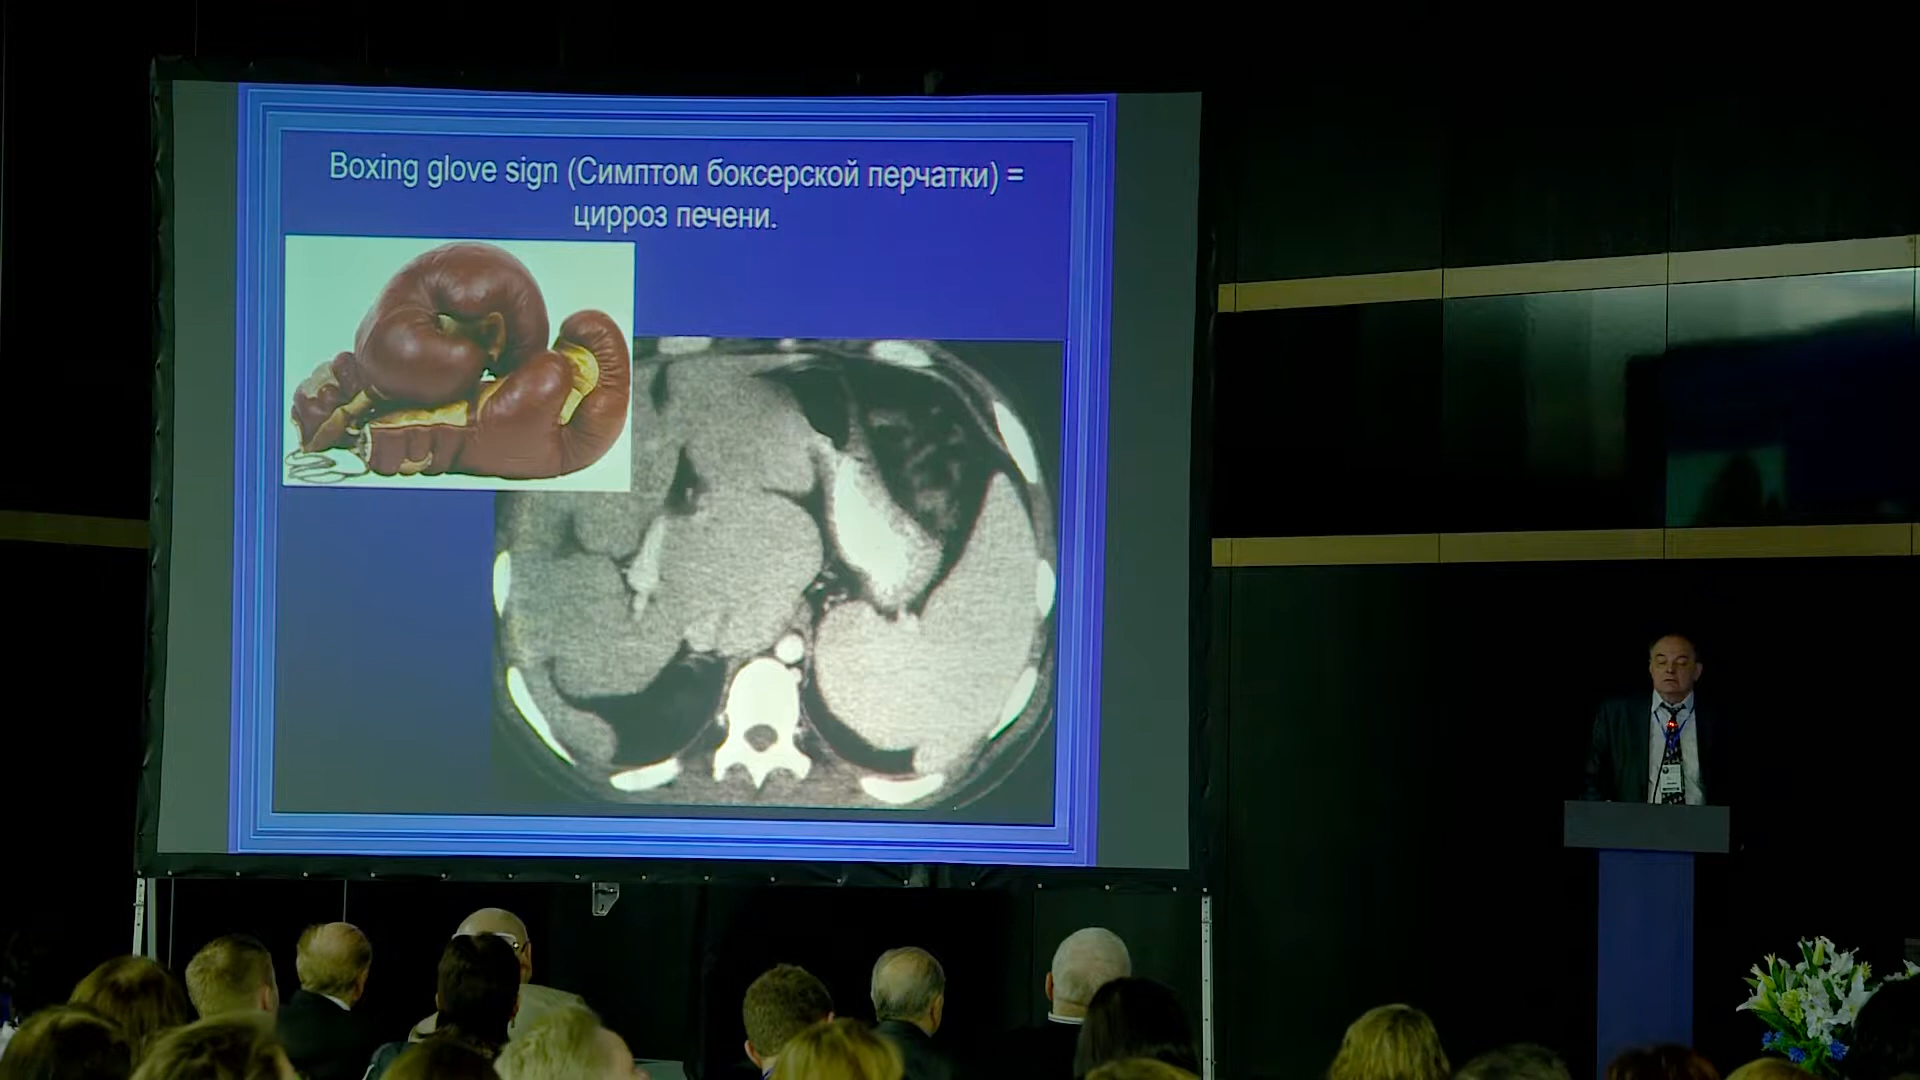 Boxing glove sign (Симптом боксерской перчатки) =
цирроз печени.